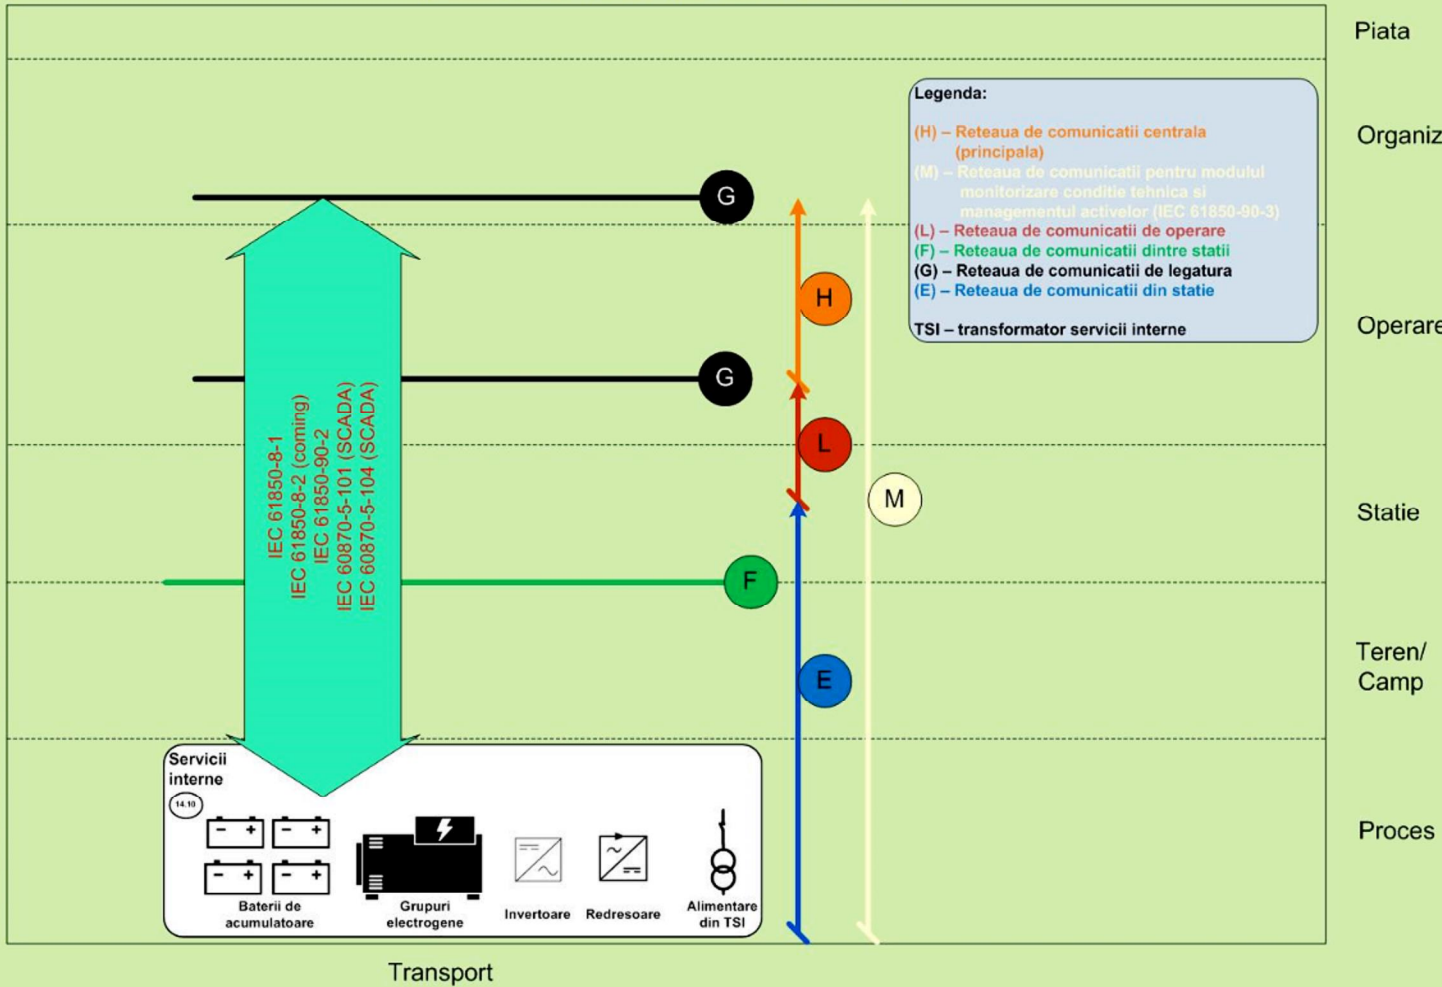 Piata
Legenda:
(H) – Reteaua de comunicatii centrala
(principala)
(M) – Reteaua de comunicatii pentru modulul
monitorizare conditie tehnica si
managementul activelor (IEC 61850-90-3)
(L) – Reteaua de comunicatii de operare
(F) – Reteaua de comunicatii dintre statii
(G) – Reteaua de comunicatii de legatura
(E) – Reteaua de comunicatii din statie
TSI – transformator servicii interne
Organiz
G
H
Operare
G
IEC 61850-8-1
IEC 61850-8-2 (coming)
IEC 61850-90-2
IEC 60870-5-101 (SCADA)
IEC 60870-5-104 (SCADA)
L
M
Statie
F
Teren/
Camp
E
Servicii
interne
14.10
Proces
Baterii de
acumulatoare
Grupuri
electrogene
Invertoare
Redresoare
Alimentare
din TSI
Transport